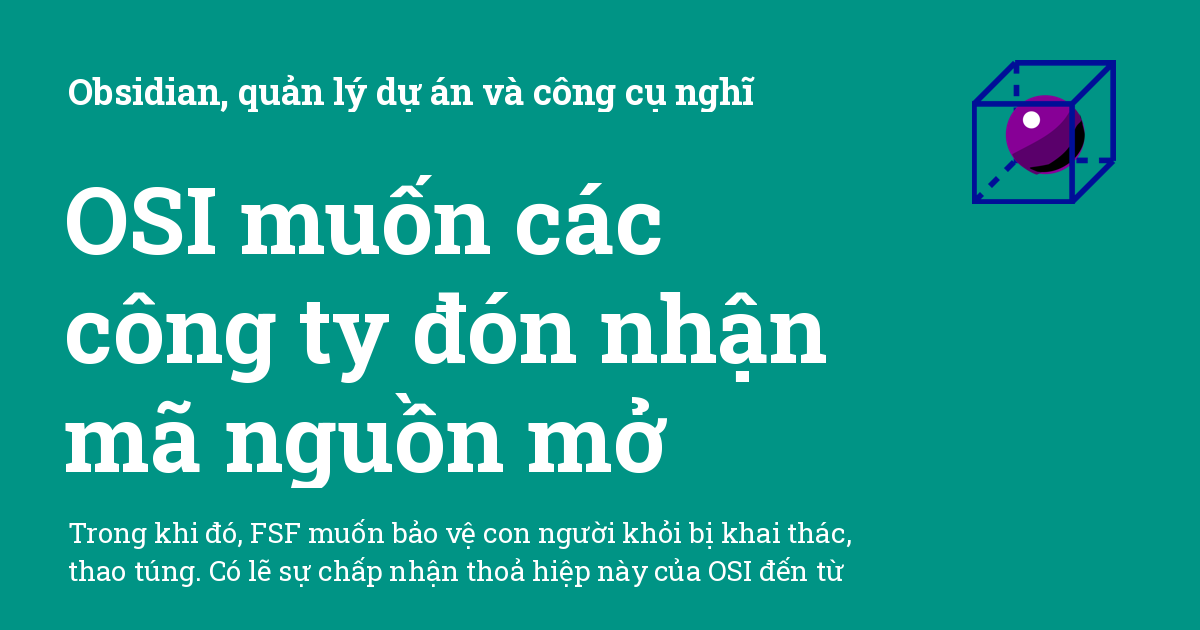 Obsidian, quản lý dự án và công cụ nghĩ
OSI muốn các
công ty đón nhận
mã nguồn mở
Trong khi đó, FSF muốn bảo vệ con người khỏi bị khai thác,
thao túng. Có lẽ sự chấp nhận thoả hiệp này của OSI đến từ